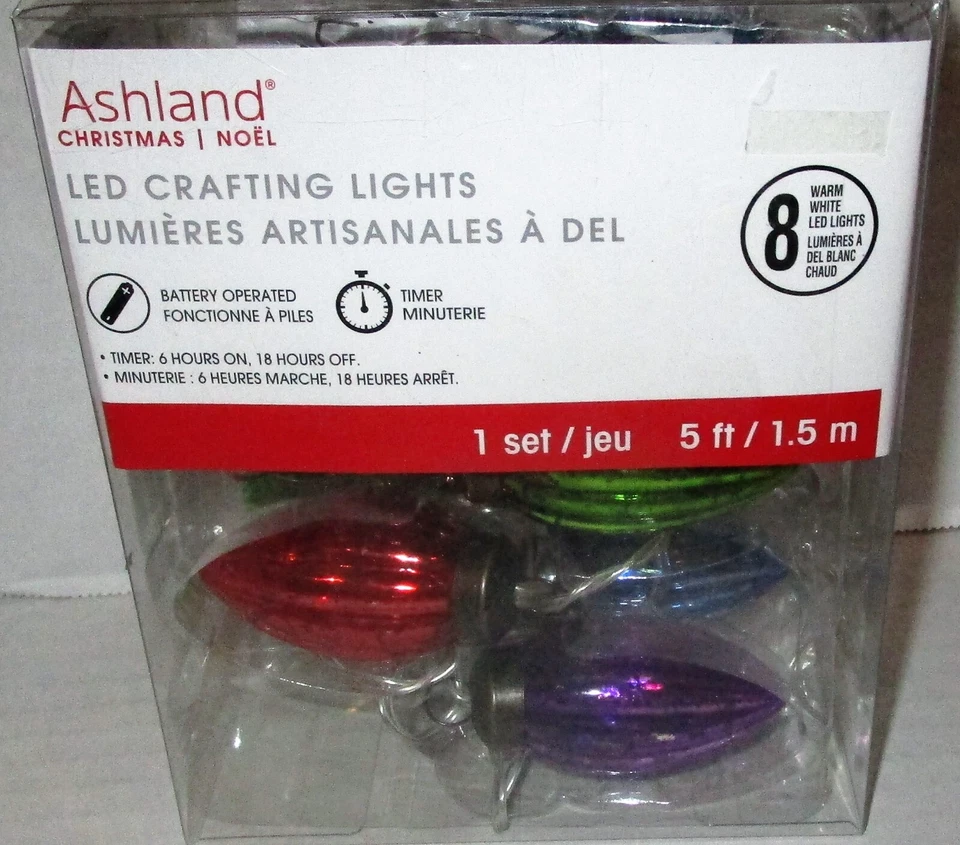 Ashland®
CHRISTMAS | NOËL
LED CRAFTING LIGHTS
LUMIÈRES ARTISANALES À DEL
8
WARM
WHITE
LED LIGHTS
LUMIÈRES À
DEL BLANC
CHAUD
BATTERY OPERATED
FONCTIONNE À PILES
TIMER
MINUTERIE
• TIMER: 6 HOURS ON, 18 HOURS OFF.
• MINUTERIE : 6 HEURES MARCHE, 18 HEURES ARRÊT.
1 set / jeu 5 ft / 1.5 m